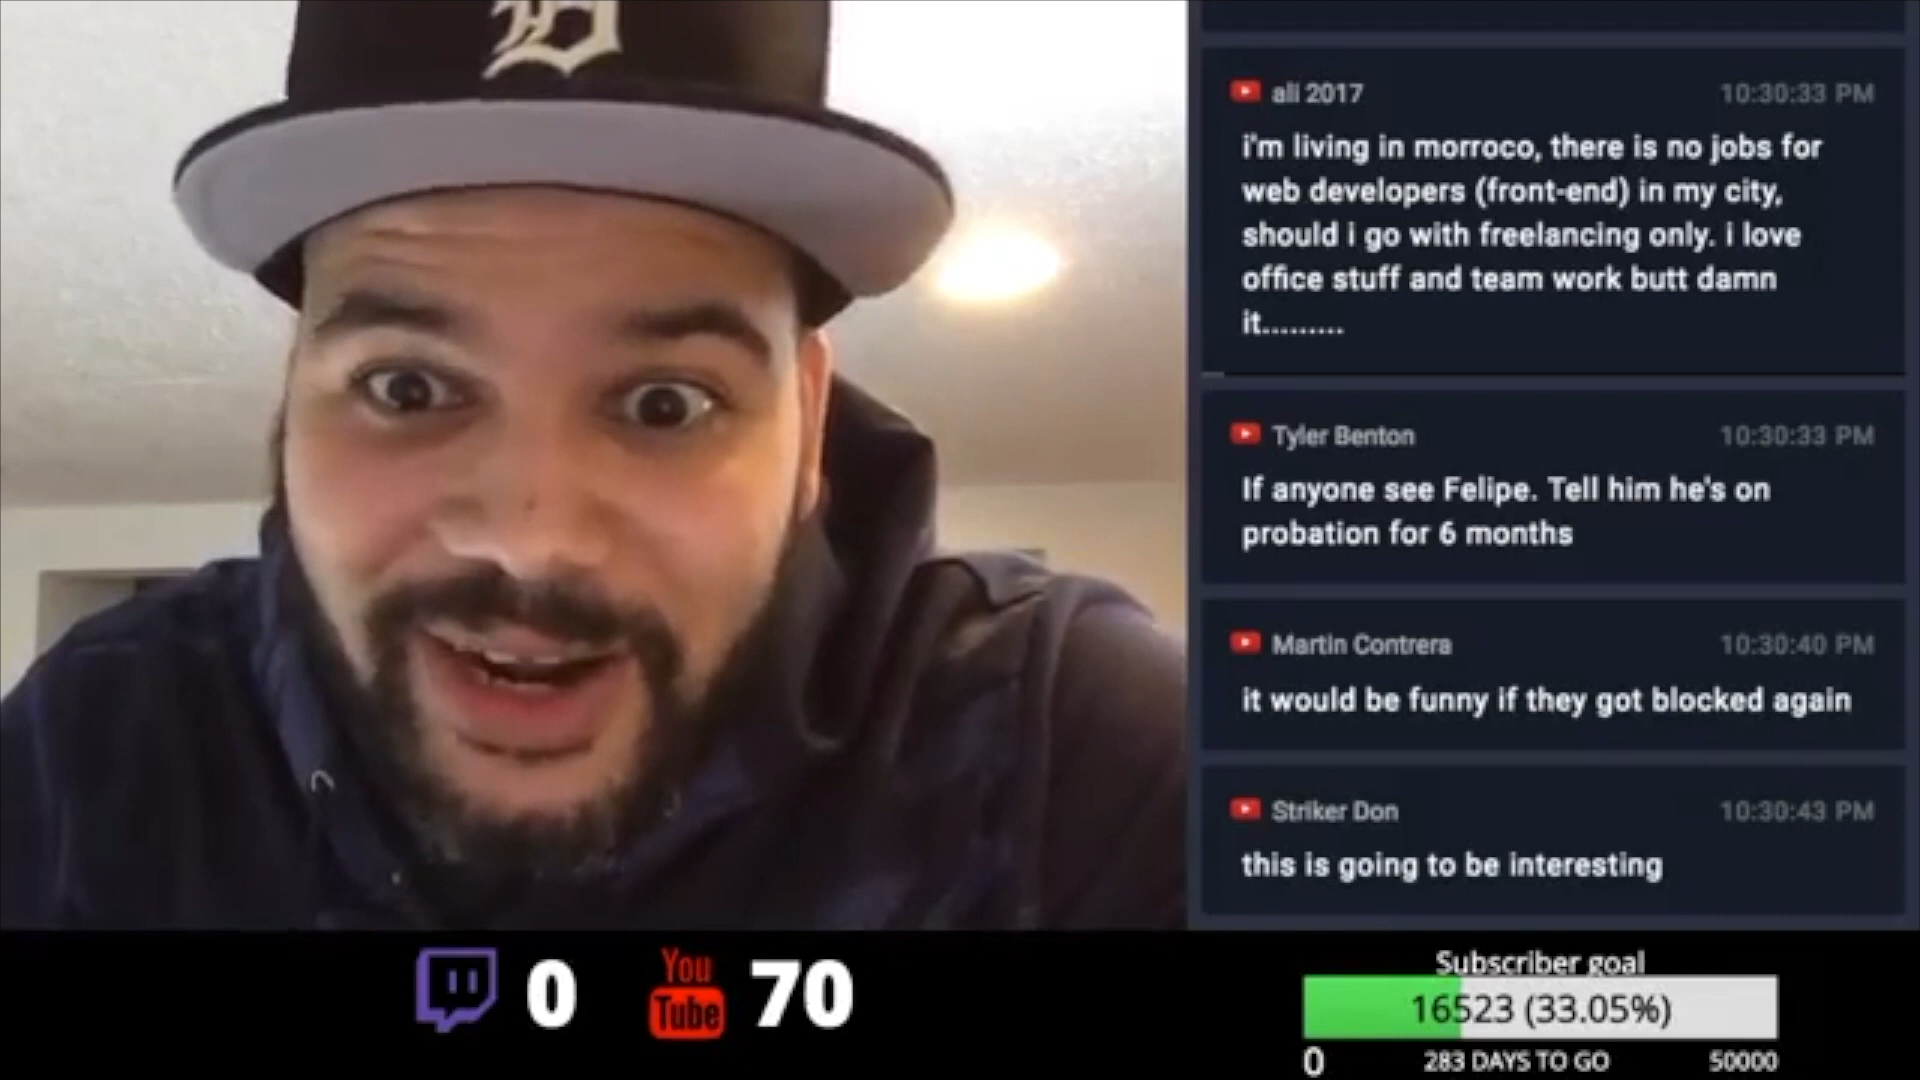 D
ali 2017 10:30:33 PM
i'm living in morroco, there is no jobs for
web developers (front-end) in my city,
should i go with freelancing only. i love
office stuff and team work butt damn
it.........
Tyler Benton 10:30:33 PM
If anyone see Felipe. Tell him he's on
probation for 6 months
Martin Contrera 10:30:40 PM
it would be funny if they got blocked again
Striker Don 10:30:43 PM
this is going to be interesting
0 You
Tube 70
Subscriber goal
16523 (33.05%)
0 283 DAYS TO GO 50000